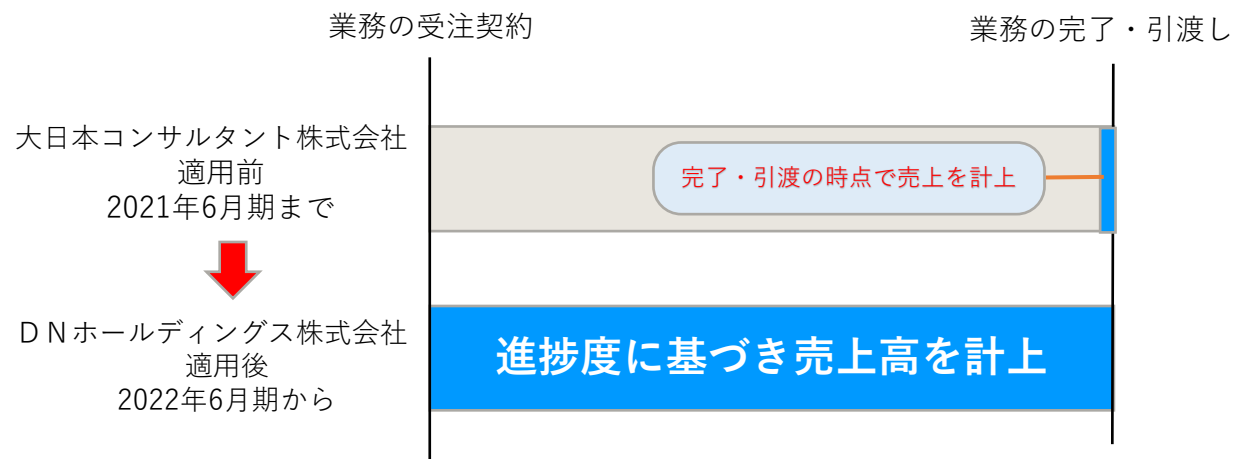 業務の受注契約
業務の完了・引渡し
大日本コンサルタント株式会社
適用前
2021年6月期まで
完了・引渡の時点で売上を計上
ＤＮホールディングス株式会社
適用後
2022年6月期から
進捗度に基づき売上高を計上